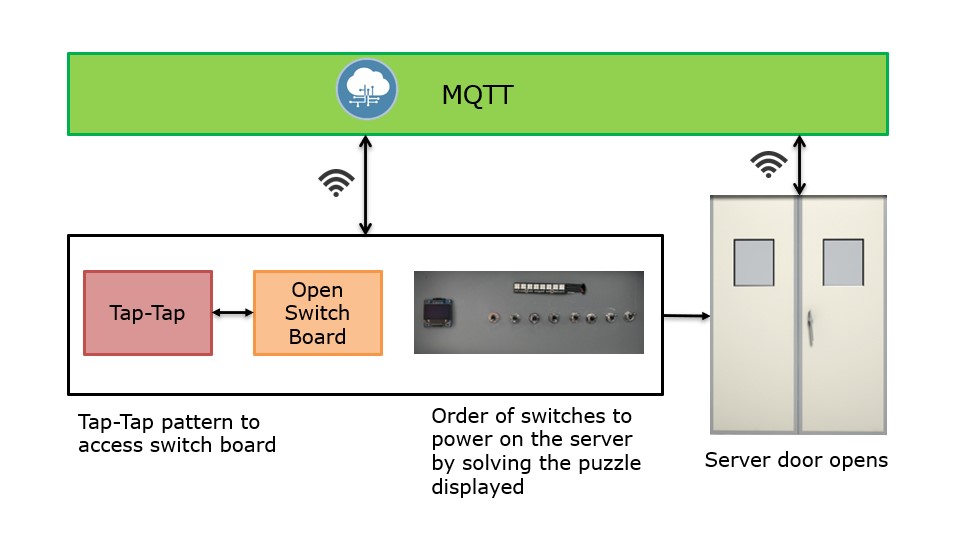 MQTT
Tap-Tap
Open
Switch
Board
Tap-Tap pattern to
access switch board
Order of switches to
power on the server
by solving the puzzle
displayed
Server door opens